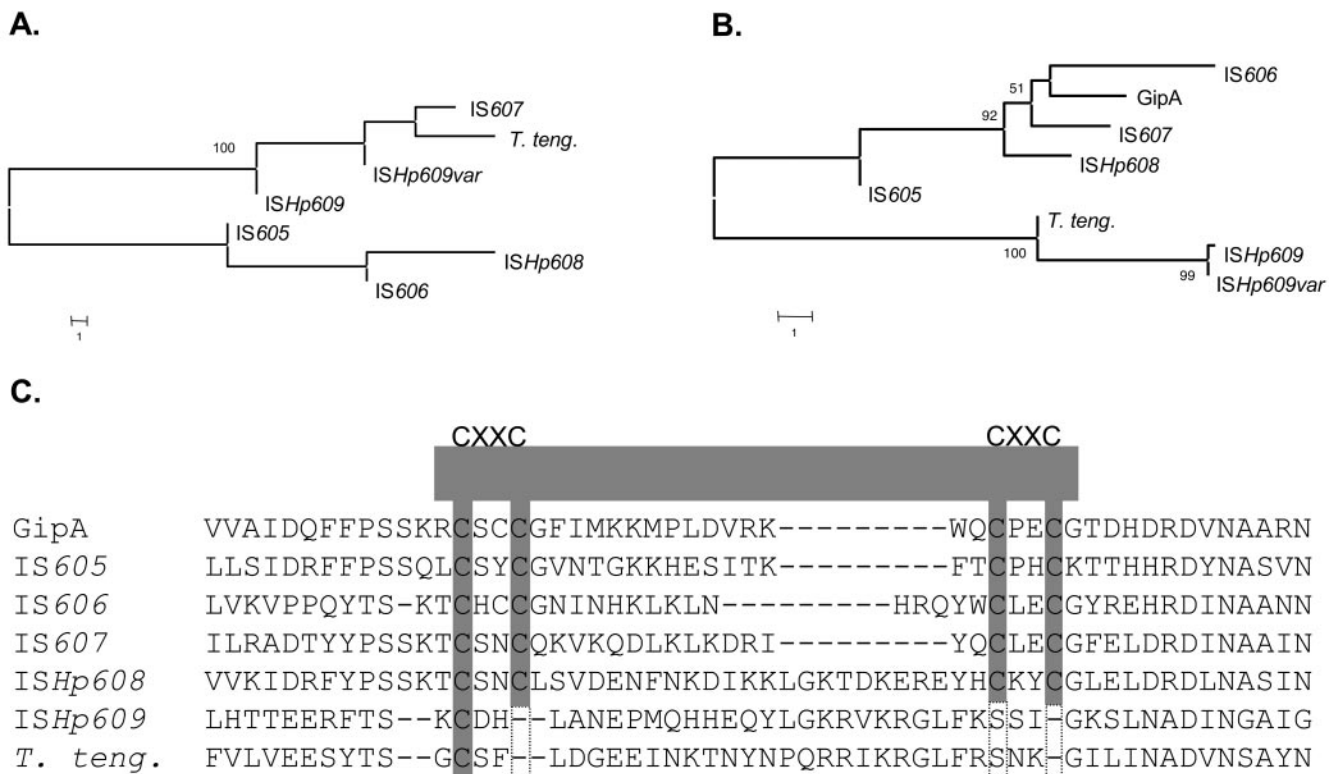 A.
IS607
T. teng.
100
ISHp609var
ISHp609
IS605
ISHp608
IS606
1
B.
IS606
51
GipA
92
IS607
ISHp608
IS605
T. teng.
100
ISHp609
99
ISHp609var
1
C.
CXXC CXXC
GipA VVAIDQFFPSSKRCSCCGFIMKKMPLDVRK---------WQCPECGTDHDRDVNAARN
IS605 LLSIDRFFPSSQLCSYCGVNTGKKHESITK---------FTCPHCKTTHHRDYNASVN
IS606 LVKVPPQYTS-KTCHCCGNINHKLKLN---------HRQYWCLECGYREHRDINAANN
IS607 ILRADTYYPSSKTCSNCQKVKQDLKLKDRI---------YQCLECGFELDRDINAAIN
ISHp608 VVKIDRFYPSSKTCSNCLSVDENFNKDIKKLGKTDKEREYHCKYCGLELDRDLNASIN
ISHp609 LHTTEERFTS--KCDH-LANEPMQHHEQYLGKRVKRGLFKSSI-GKSLNADINGAIG
T. teng. FVLVEESYTS--GCSF-LDGEEINKTNYNPQRRIKRGLFRSNK-GILINADVNSAYN